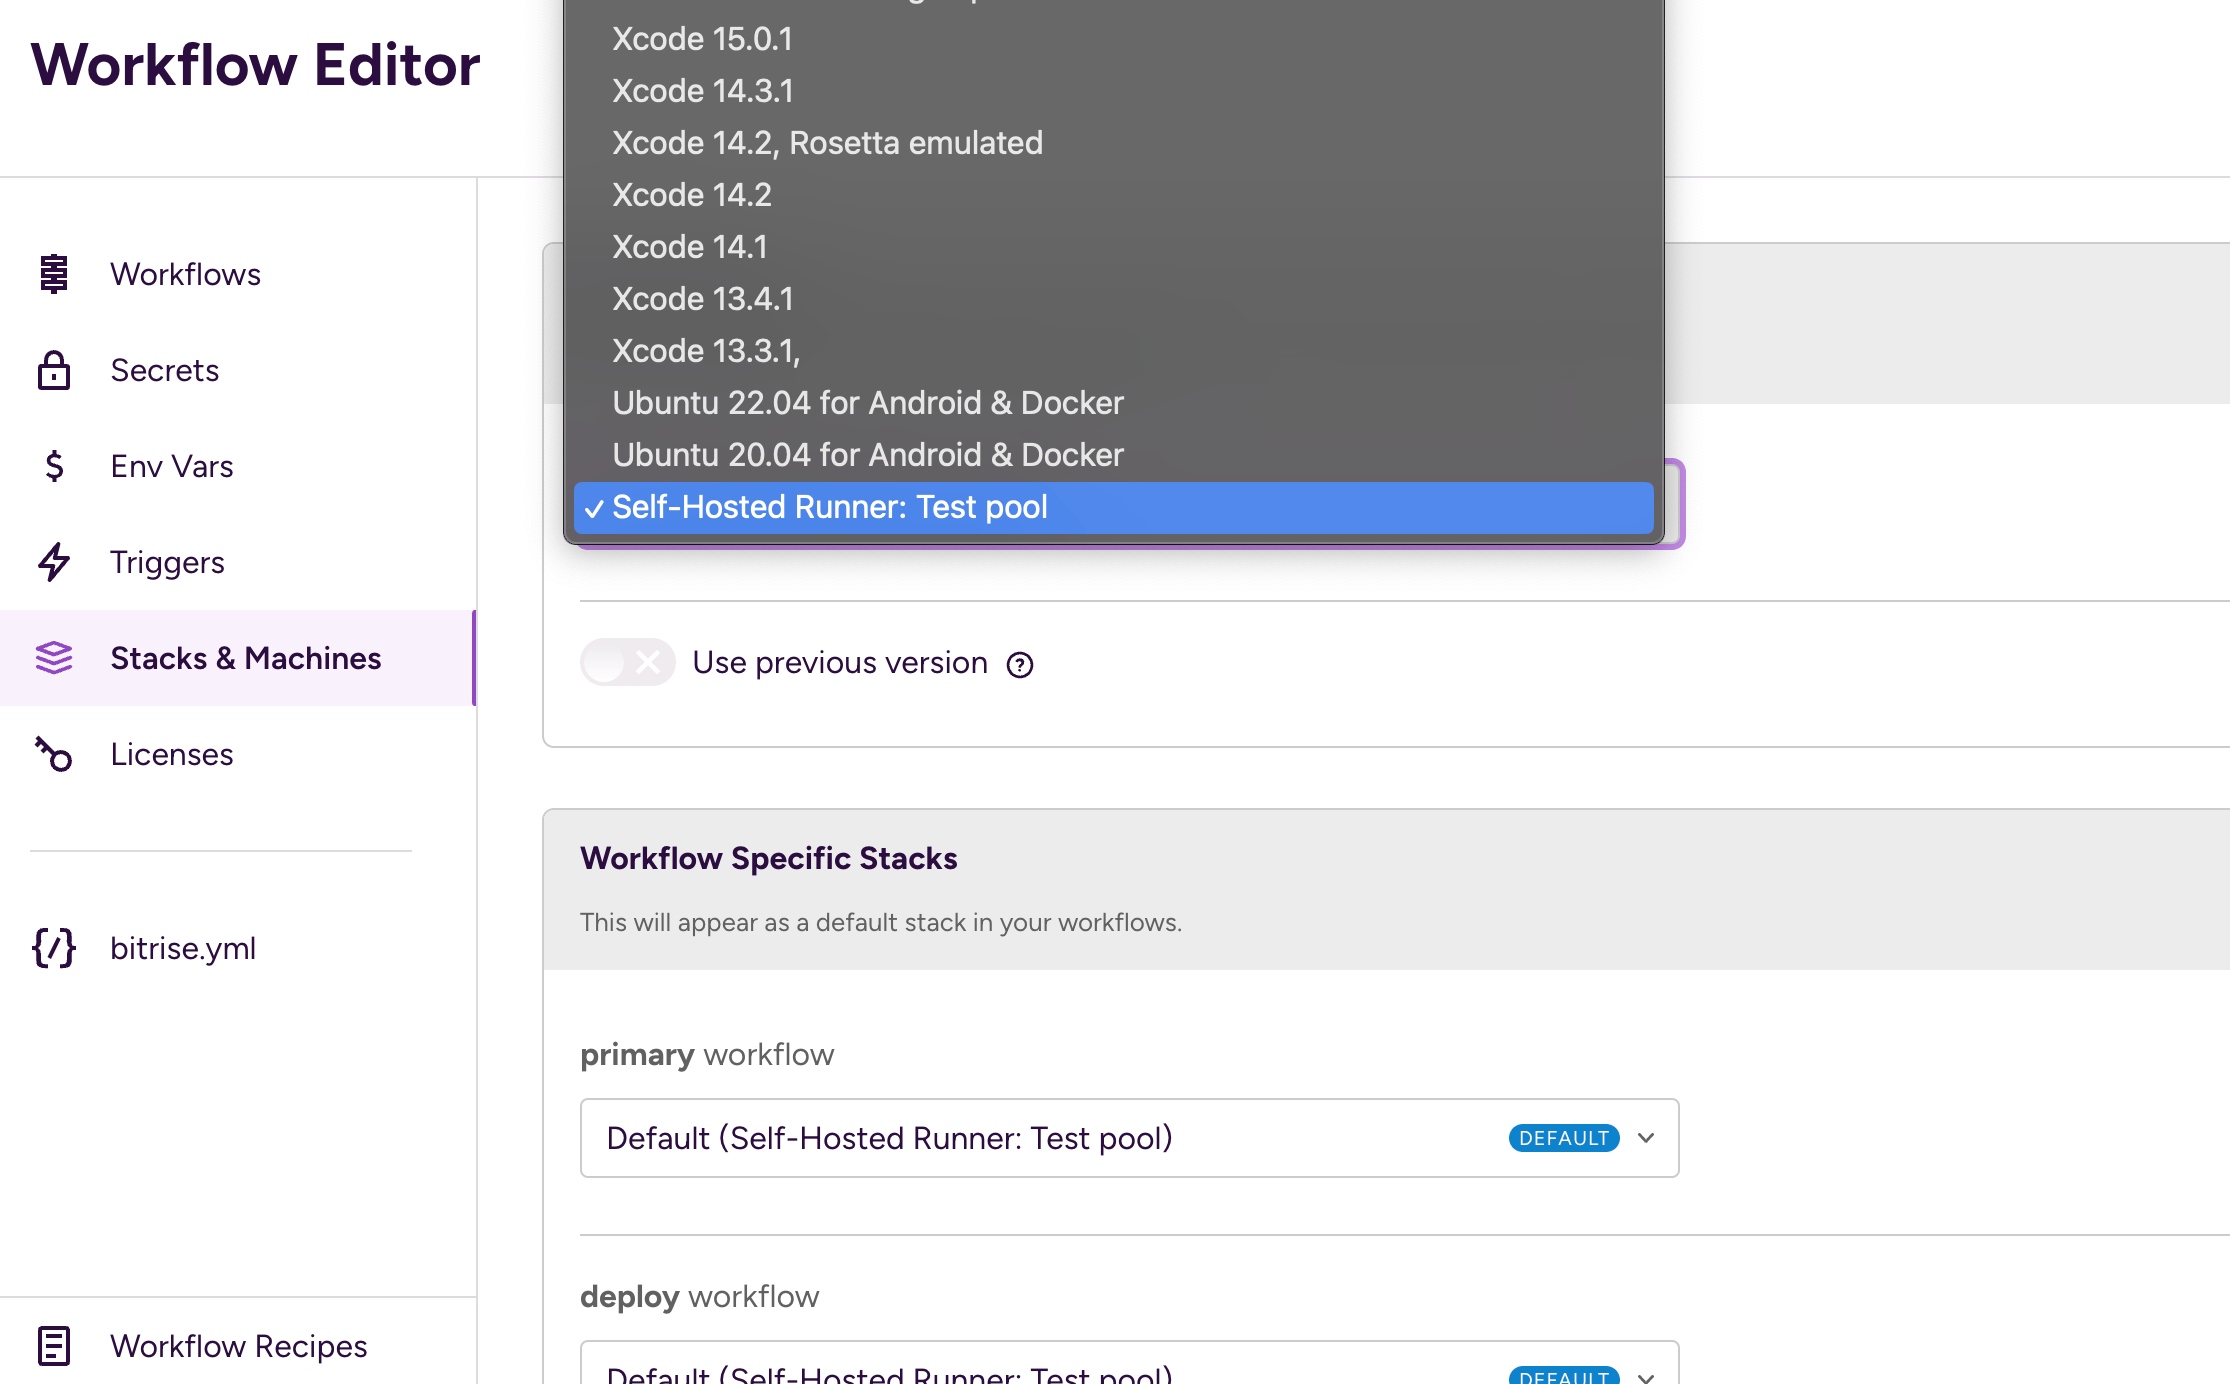 Workflow Editor
Workflows
Secrets
Env Vars
Triggers
Stacks & Machines
Licenses
bitrise.yml
Workflow Recipes
Xcode 15.0.1
Xcode 14.3.1
Xcode 14.2, Rosetta emulated
Xcode 14.2
Xcode 14.1
Xcode 13.4.1
Xcode 13.3.1,
Ubuntu 22.04 for Android & Docker
Ubuntu 20.04 for Android & Docker
✓ Self-Hosted Runner: Test pool
Use previous version
Workflow Specific Stacks
This will appear as a default stack in your workflows.
primary workflow
Default (Self-Hosted Runner: Test pool) DEFAULT
deploy workflow
Default (Self-Hosted Runner: Test pool) DEFAULT